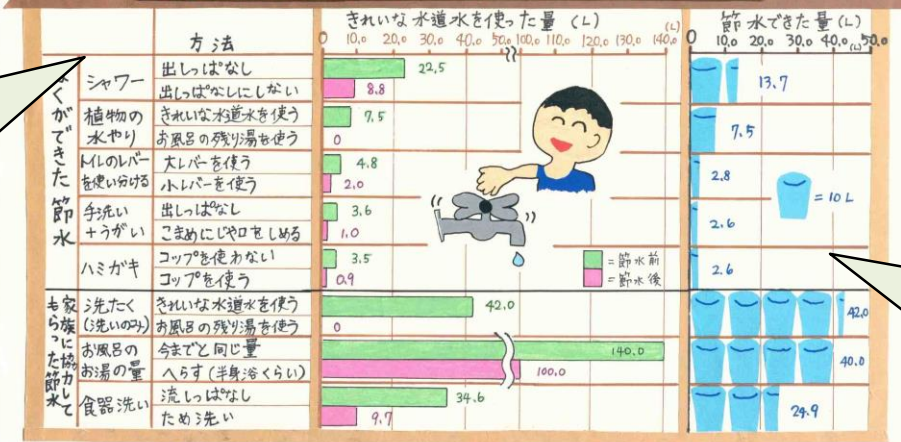 きれいな水道水を使った量 (L)
節水できた量 (L)
方法
0 10.0 20.0 30.0 40.0 50.0 100.0 110.0 120.0 130.0 140.0 (L)
0 10.0 20.0 30.0 40.0 (L) 50.0
くができた節水
シャワー
出しっぱなし
22.5
出しっぱなしにしない
8.8
13.7
植物の
水やり
きれいな水道水を使う
7.5
お風呂の残り湯を使う
0
7.5
トイレのレバー
を使い分ける
大レバーを使う
4.8
小レバーを使う
2.0
2.8
= 10L
手洗い
+うがい
出しっぱなし
3.6
こまめにじゃ口をしめる
1.0
2.6
ハミガキ
コップを使わない
3.5
コップを使う
0.9
2.6
= 節水前
= 節水後
家族に協力して
もらった節水
洗たく
(洗いのみ)
きれいな水道水を使う
42.0
お風呂の残り湯を使う
0
42.0
お風呂の
お湯の量
今までと同じ量
140.0
へらす(半身浴くらい)
100.0
40.0
食器洗い
流しっぱなし
34.6
ため洗い
9.7
24.9